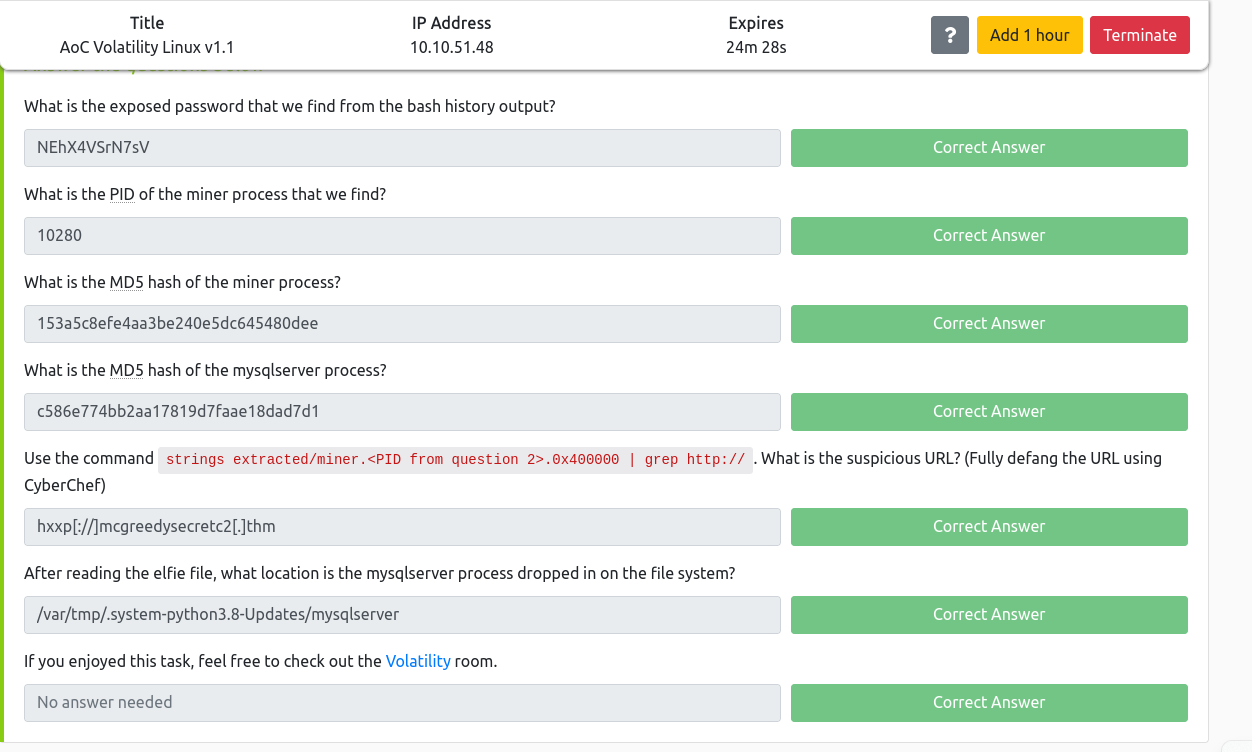 Title IP Address Expires
AoC Volatility Linux v1.1 10.10.51.48 24m 28s ? Add 1 hour Terminate
What is the exposed password that we find from the bash history output?
NEhX4VSrN7sV Correct Answer
What is the PID of the miner process that we find?
10280 Correct Answer
What is the MD5 hash of the miner process?
153a5c8efe4aa3be240e5dc645480dee Correct Answer
What is the MD5 hash of the mysqlserver process?
c586e774bb2aa17819d7faae18dad7d1 Correct Answer
Use the command strings extracted/miner.<PID from question 2>.0x400000 | grep http:// . What is the suspicious URL? (Fully defang the URL using
CyberChef)
hxxp[://]mcgreedysecretc2[.]thm Correct Answer
After reading the elfie file, what location is the mysqlserver process dropped in on the file system?
/var/tmp/.system-python3.8-Updates/mysqlserver Correct Answer
If you enjoyed this task, feel free to check out the Volatility room.
No answer needed Correct Answer